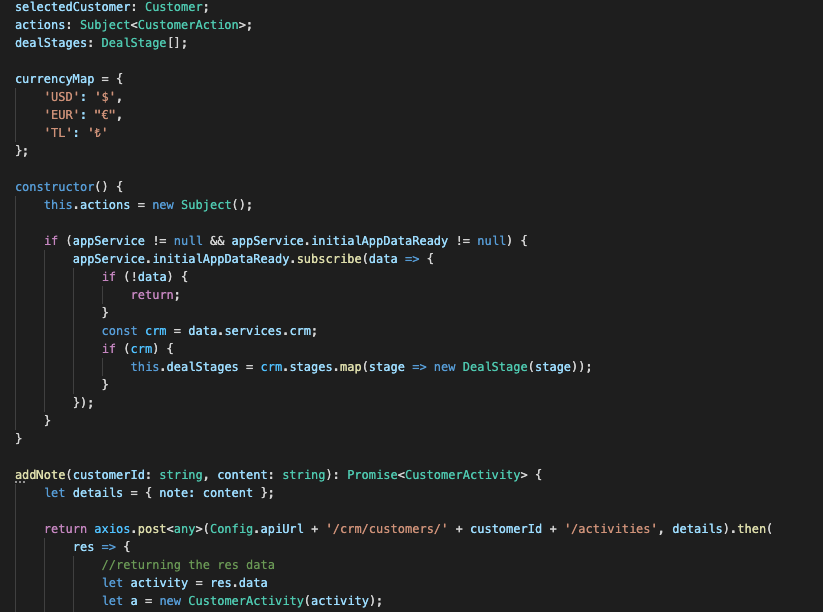 selectedCustomer: Customer;
actions: Subject<CustomerAction>;
dealStages: DealStage[];

currencyMap = {
    'USD': '$',
    'EUR': "€",
    'TL': '₺'
};

constructor() {
    this.actions = new Subject();

    if (appService != null && appService.initialAppDataReady != null) {
        appService.initialAppDataReady.subscribe(data => {
            if (!data) {
                return;
            }
            const crm = data.services.crm;
            if (crm) {
                this.dealStages = crm.stages.map(stage => new DealStage(stage));
            }
        });
    }
}

addNote(customerId: string, content: string): Promise<CustomerActivity> {
    let details = { note: content };

    return axios.post<any>(Config.apiUrl + '/crm/customers/' + customerId + '/activities', details).then(
        res => {
            //returning the res data
            let activity = res.data
            let a = new CustomerActivity(activity);